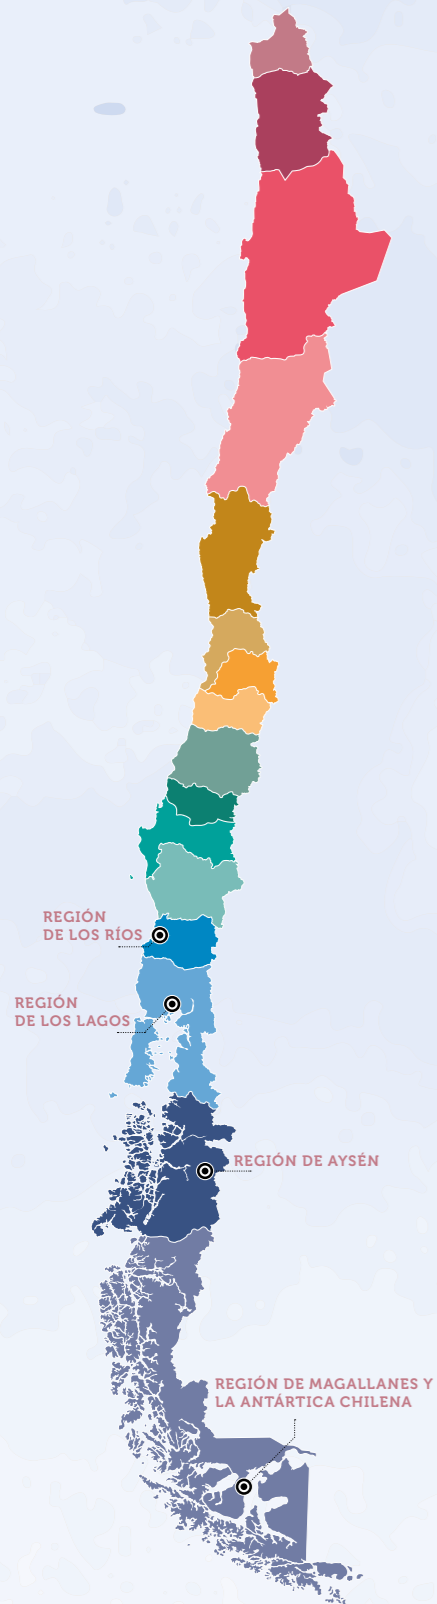 REGIÓN
DE LOS RÍOS
REGIÓN
DE LOS LAGOS
REGIÓN DE AYSÉN
REGIÓN DE MAGALLANES Y
LA ANTÁRTICA CHILENA